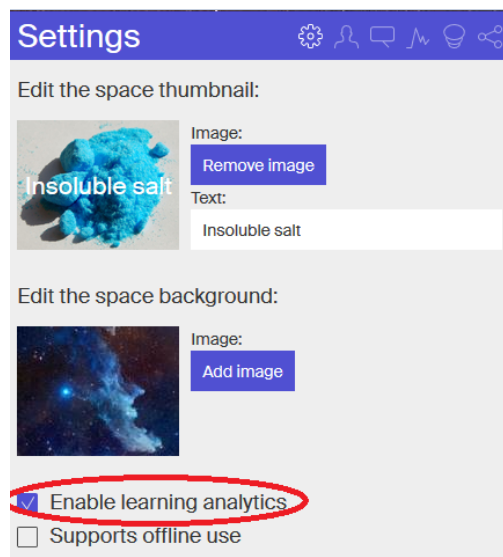 Settings
Edit the space thumbnail:
Image:
Insoluble salt
Remove image
Text:
Insoluble salt
Edit the space background:
Image:
Add image
Enable learning analytics
Supports offline use